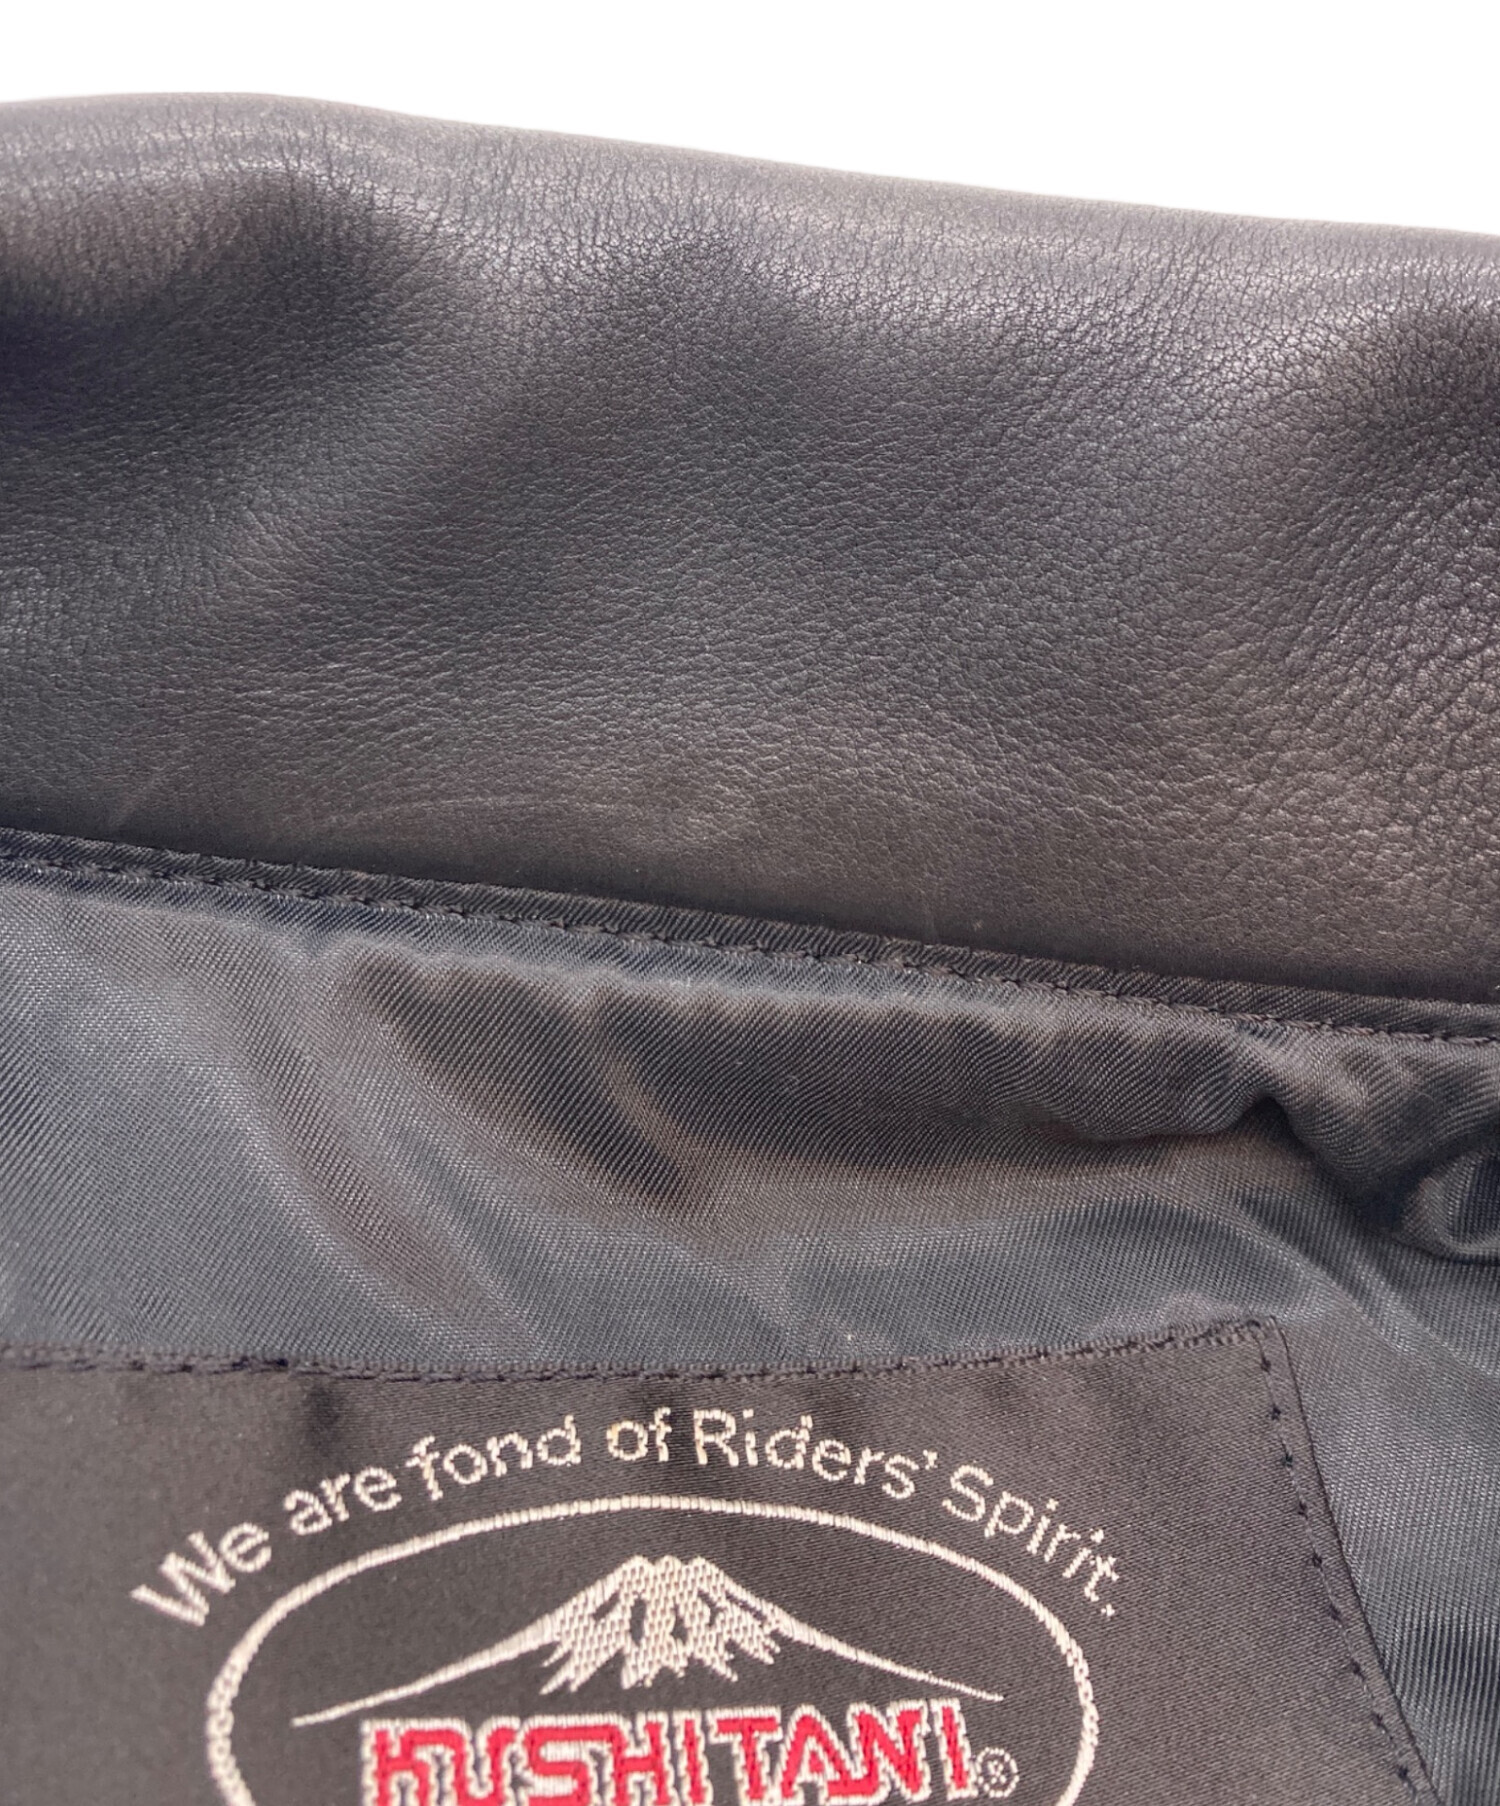 We are fond of Riders' Spirit.
KUSHITANI®